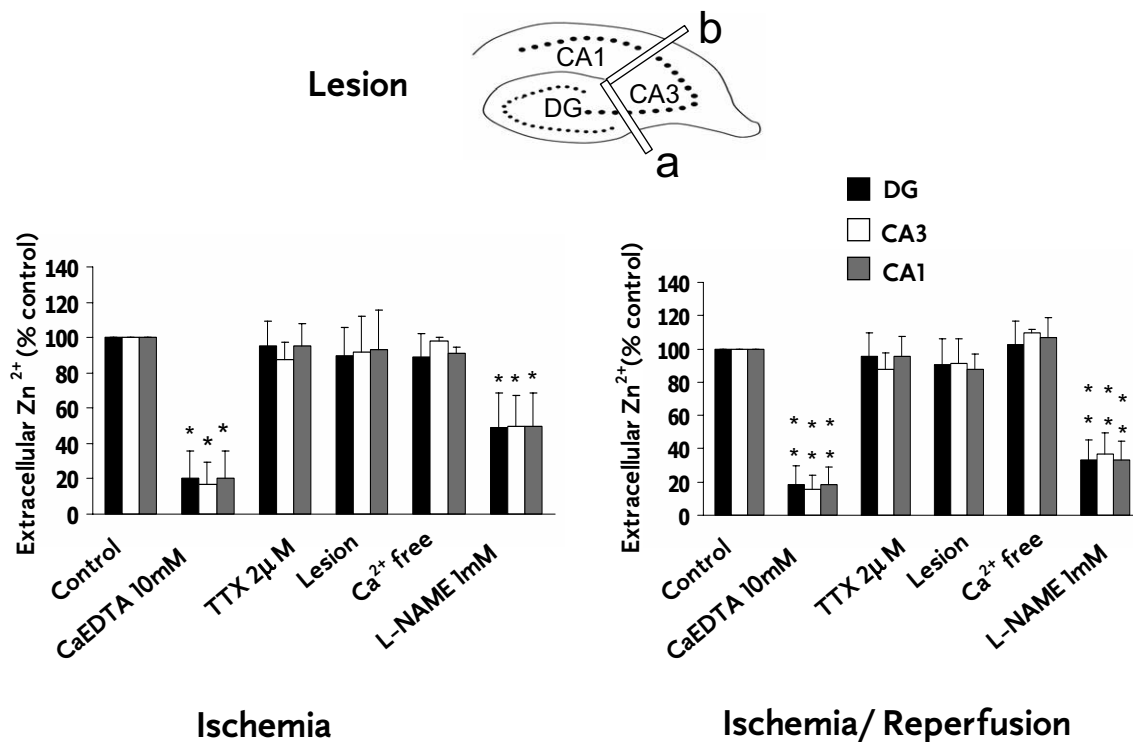 Lesion
CA1
CA3
DG
b
a
DG
CA3
CA1
Extracellular Zn²⁺ (% control)
140
120
100
80
60
40
20
0
* * *
* * *
Control
CaEDTA 10mM
TTX 2μ M
Lesion
Ca²⁺ free
L-NAME 1mM
Ischemia
Extracellular Zn²⁺(% control)
140
120
100
80
60
40
20
0
* * *
* * *
* * *
* * *
Control
CaEDTA 10mM
TTX 2μ M
Lesion
Ca²⁺ free
L-NAME 1mM
Ischemia/ Reperfusion